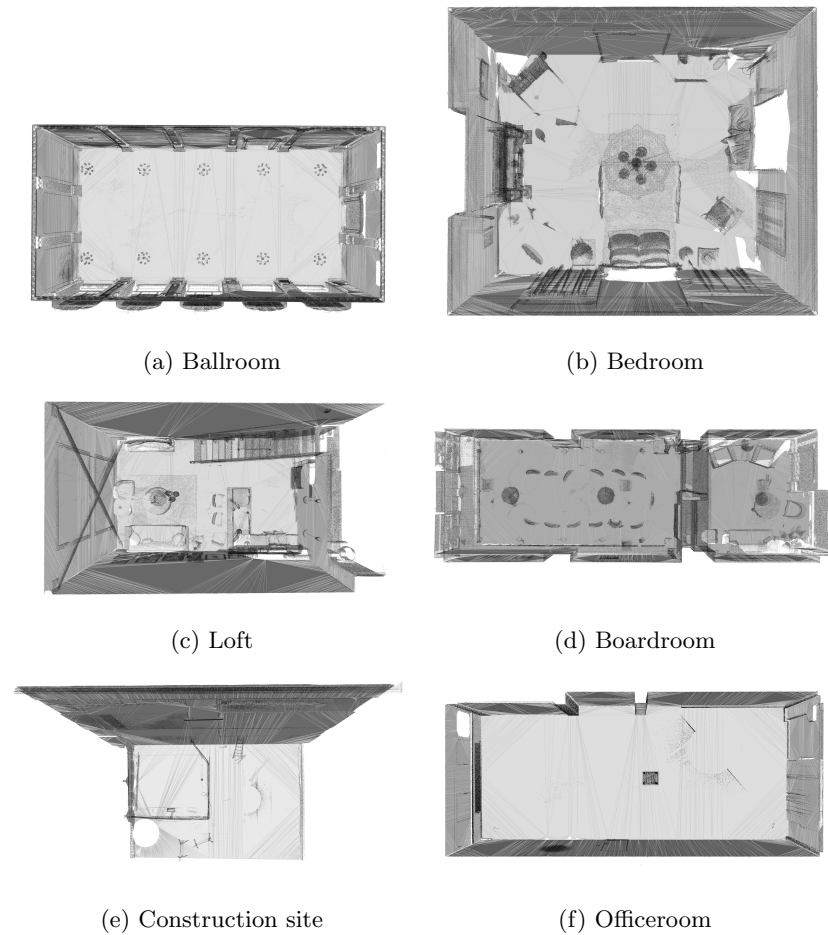 (a) Ballroom
(b) Bedroom
(c) Loft
(d) Boardroom
(e) Construction site
(f) Officeroom